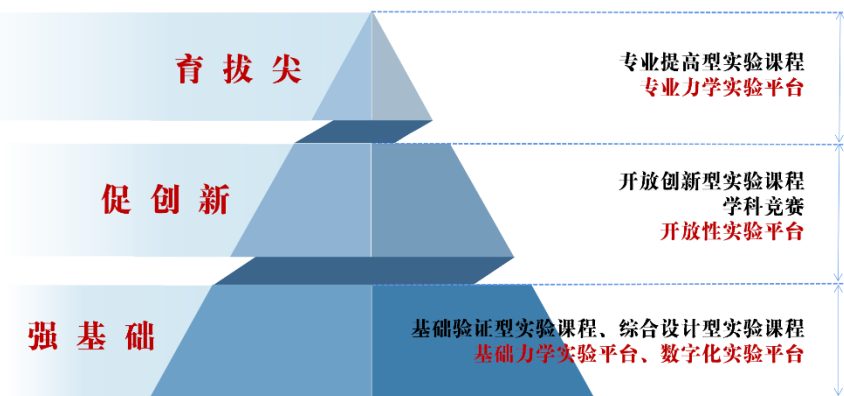 育拔尖
专业提高型实验课程
专业力学实验平台
促创新
开放创新型实验课程
学科竞赛
开放性实验平台
强基础
基础验证型实验课程、综合设计型实验课程
基础力学实验平台、数字化实验平台